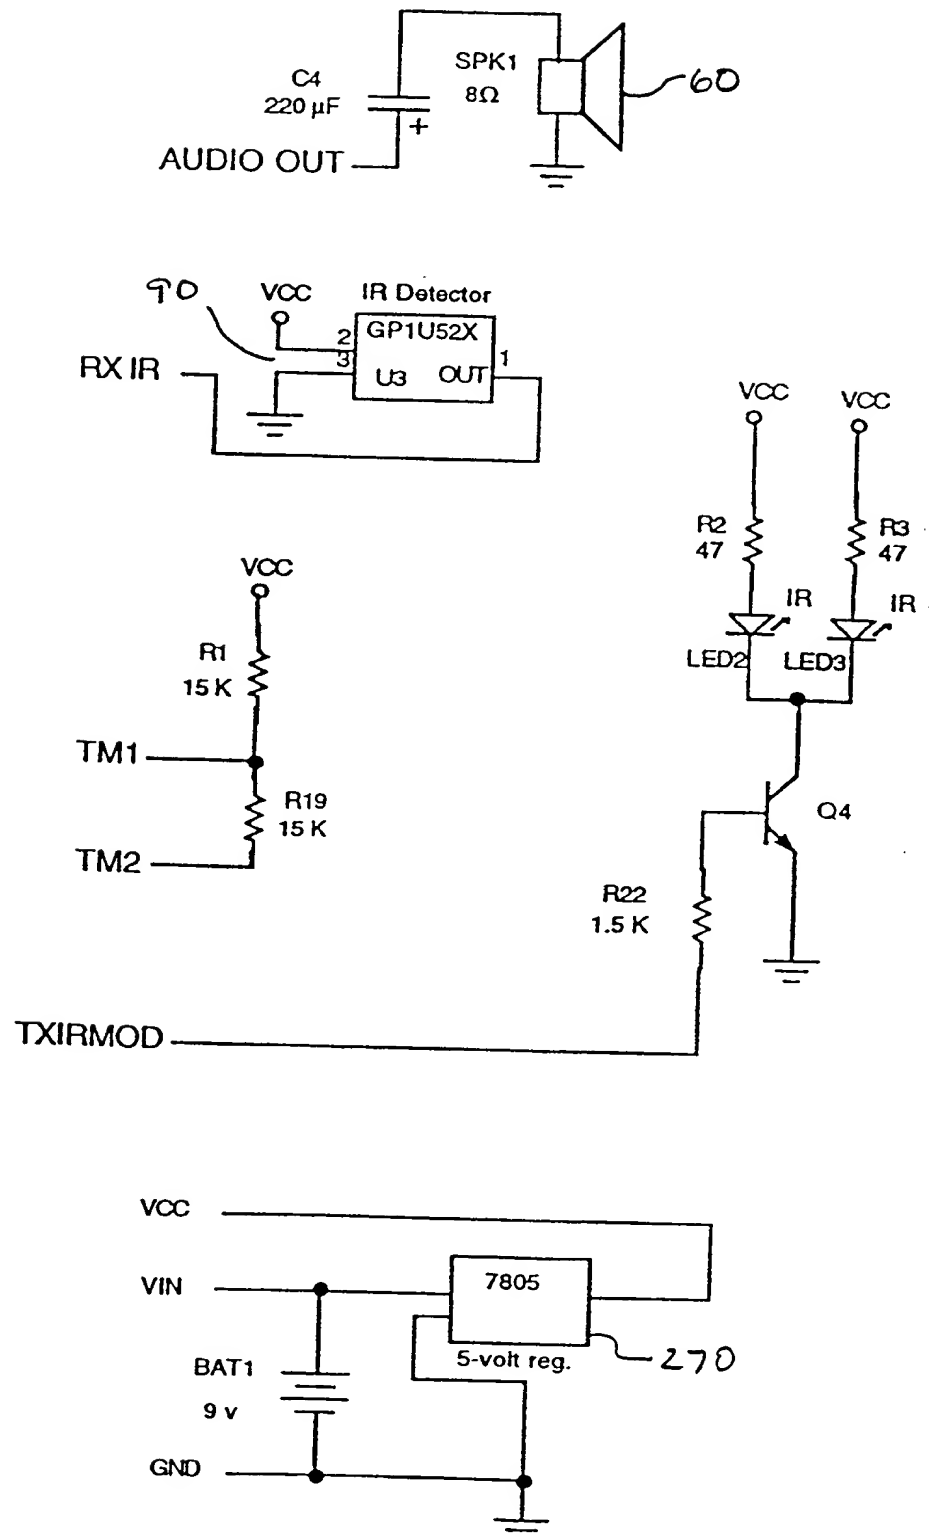 SPK1
8Ω
60
C4
220 µF
+
AUDIO OUT
90
VCC
IR Detector
GP1U52X
2
3
1
U3 OUT
RX IR
VCC
VCC
R2
47
R3
47
IR
IR
LED2
LED3
VCC
R1
15 K
TM1
R19
15 K
TM2
Q4
R22
1.5 K
TXIRMOD
VCC
VIN
7805
5-volt reg.
270
BAT1
9 v
GND